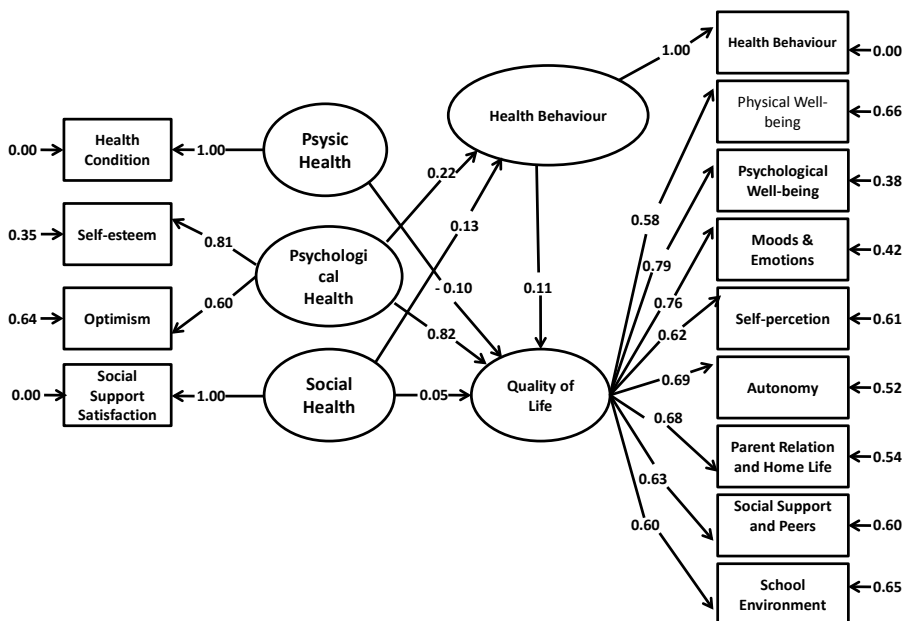 Health Behaviour
1.00
0.00
Health Behaviour
Physical Well-
being
0.66
0.00
Health
Condition
1.00
Psysic
Health
0.22
Psychological
Well-being
0.38
0.13
0.58
0.35
Self-esteem
0.81
Moods &
Emotions
0.42
Psychologi
cal
Health
0.79
- 0.10
0.11
0.76
0.64
Optimism
0.60
0.82
0.62
Self-percetion
0.61
0.00
Social
Support
Satisfaction
1.00
Social
Health
0.05
Quality of
Life
0.69
Autonomy
0.52
0.68
Parent Relation
and Home Life
0.54
0.63
Social Support
and Peers
0.60
0.60
School
Environment
0.65